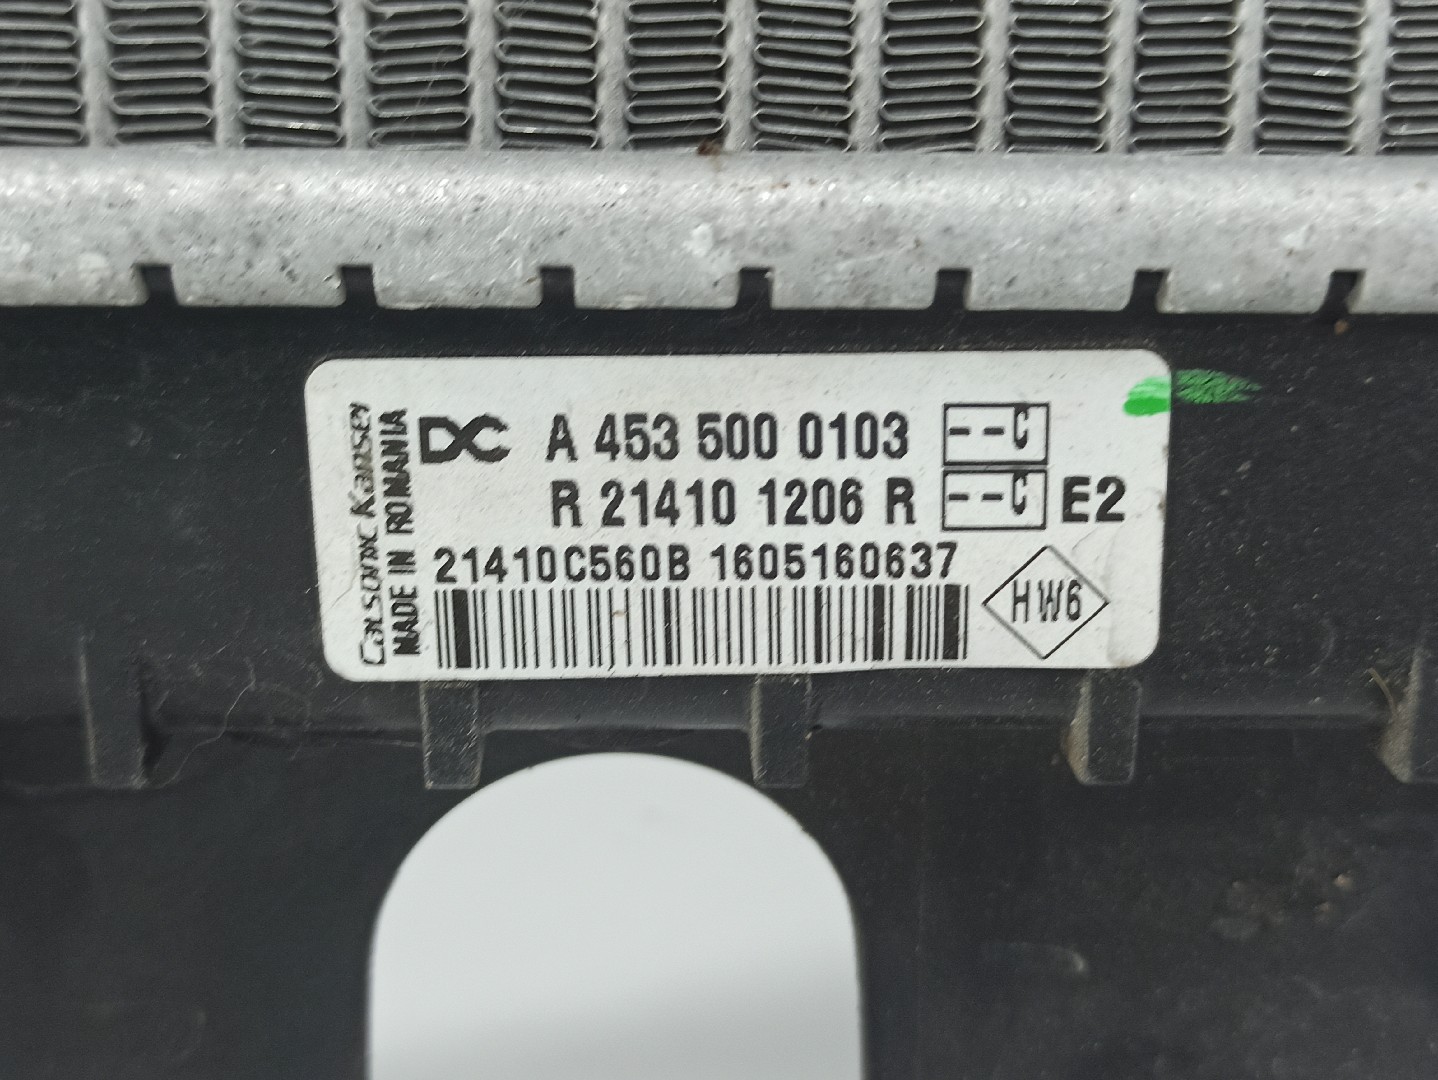 Calsonic Kansei
MADE IN ROMANIA
DC A 453 500 0103 --C
R 21410 1206 R --C E2
21410C560B 1605160637
HW6